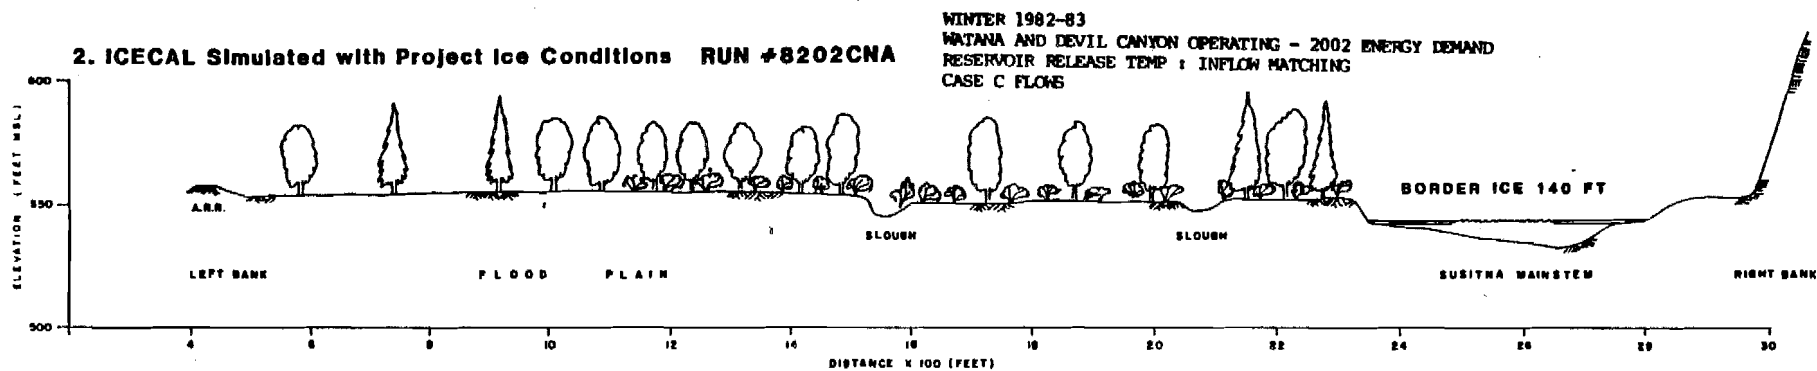 WINTER 1982-83
2. ICECAL Simulated with Project Ice Conditions RUN #8202CNA
WATANA AND DEVIL CANYON OPERATING - 2002 ENERGY DEMAND
RESERVOIR RELEASE TEMP : INFLOW MATCHING
CASE C FLOWS
600
ELEVATION (FEET MSL)
BORDER ICE 140 FT
550
A.R.R.
SLOUGH SLOUGH
LEFT BANK FLOOD PLAIN SUSITNA MAINSTEM RIGHT BANK
500
4 6 8 10 12 14 16 18 20 22 24 26 28 30
DISTANCE X 100 (FEET)